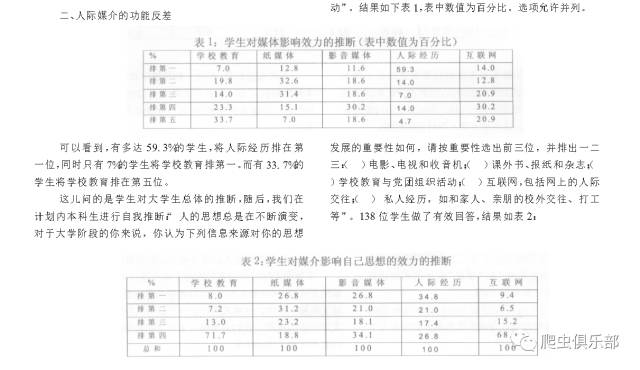 二、人际媒介的功能反差
动”。结果如下表1,表中数值为百分比。选项允许并列。
表1:学生对媒体影响效力的推断(表中数值为百分比)
% 学校教育 纸媒体 影音媒体 人际经历 互联网
排第一 7.0 12.8 11.6 59.3 14.0
排第二 19.8 32.6 18.6 14.0 12.8
排第三 14.0 31.4 18.6 7.0 20.9
排第四 23.3 15.1 30.2 14.0 30.2
排第五 33.7 7.0 18.6 4.7 20.9
可以看到,有多达59.3%的学生,将人际经历排在第
一位,同时只有7%的学生将学校教育排第一。而有33.7%的
学生将学校教育排在第五位。
这儿问的是学生对大学生总体的推断。随后,我们在
计划内本科生进行自我推断:“人的思想总是在不断演变,
对于大学阶段的你来说,你认为下列信息来源对你的思想
发展的重要性如何,请按重要性选出前三位,并排出一二
三:( )电影、电视和收音机;( )课外书、报纸和杂志;(
)学校教育与党团组织活动;( )互联网,包括网上的人际
交往;( )私人经历,如和家人、亲朋的校外交往、打工
等”。138位学生做了有效回答,结果如表2:
表2:学生对媒介影响自己思想的效力的推断
% 学校教育 纸媒体 影音媒体 人际经历 互联网
排第一 8.0 26.8 26.8 34.8 9.4
排第二 7.2 31.2 21.0 21.0 6.5
排第三 13.0 23.2 18.1 17.4 15.2
排第四 71.7 18.8 34.1 26.8 68.
总和 100 100 100 100 100
爬虫俱乐部